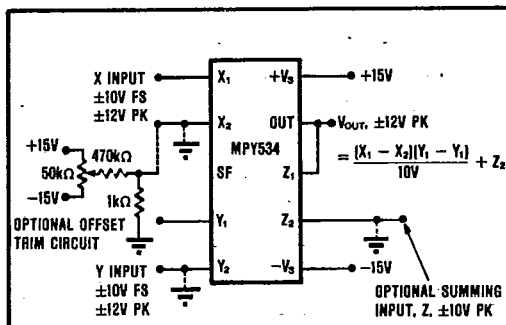 X INPUT
±10V FS
±12V PK
X₁
+Vₛ
+15V
X₂
OUT
V_OUT, ±12V PK
MPY534
= (X₁ − X₂)(Y₁ − Y₁) / 10V + Z₂
+15V
470kΩ
50kΩ
SF
Z₁
−15V
1kΩ
OPTIONAL OFFSET
TRIM CIRCUIT
Y₁
Z₂
Y INPUT
±10V FS
±12V PK
Y₂
−Vₛ
−15V
OPTIONAL SUMMING
INPUT, Z, ±10V PK